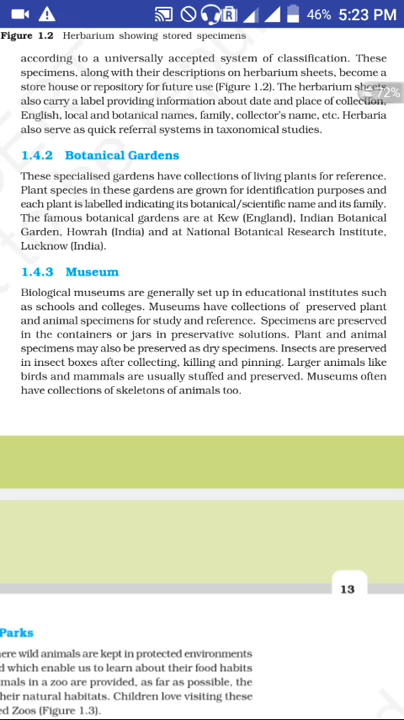 46% 5:23 PM
Figure 1.2 Herbarium showing stored specimens
according to a universally accepted system of classification. These
specimens, along with their descriptions on herbarium sheets, become a
store house or repository for future use (Figure 1.2). The herbarium sheets
≈ 72%
also carry a label providing information about date and place of collection,
English, local and botanical names, family, collector's name, etc. Herbaria
also serve as quick referral systems in taxonomical studies.
1.4.2 Botanical Gardens
These specialised gardens have collections of living plants for reference.
Plant species in these gardens are grown for identification purposes and
each plant is labelled indicating its botanical/scientific name and its family.
The famous botanical gardens are at Kew (England), Indian Botanical
Garden, Howrah (India) and at National Botanical Research Institute,
Lucknow (India).
1.4.3 Museum
Biological museums are generally set up in educational institutes such
as schools and colleges. Museums have collections of preserved plant
and animal specimens for study and reference. Specimens are preserved
in the containers or jars in preservative solutions. Plant and animal
specimens may also be preserved as dry specimens. Insects are preserved
in insect boxes after collecting, killing and pinning. Larger animals like
birds and mammals are usually stuffed and preserved. Museums often
have collections of skeletons of animals too.
13
Parks
here wild animals are kept in protected environments
d which enable us to learn about their food habits
mals in a zoo are provided, as far as possible, the
heir natural habitats. Children love visiting these
ed Zoos (Figure 1.3).